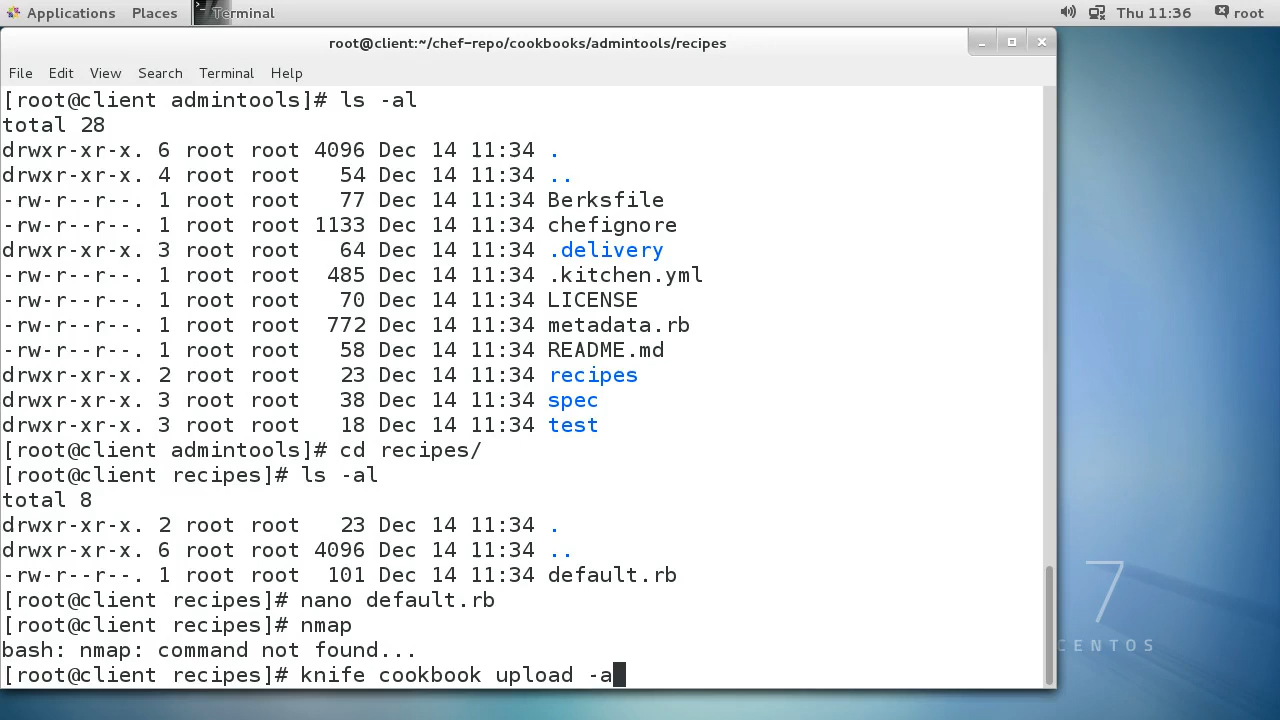 Applications Places Terminal Thu 11:36 root
root@client:~/chef-repo/cookbooks/admintools/recipes
File Edit View Search Terminal Help
[root@client admintools]# ls -al
total 28
drwxr-xr-x. 6 root root 4096 Dec 14 11:34 .
drwxr-xr-x. 4 root root   54 Dec 14 11:34 ..
-rw-r--r--. 1 root root   77 Dec 14 11:34 Berksfile
-rw-r--r--. 1 root root 1133 Dec 14 11:34 chefignore
drwxr-xr-x. 3 root root   64 Dec 14 11:34 .delivery
-rw-r--r--. 1 root root  485 Dec 14 11:34 .kitchen.yml
-rw-r--r--. 1 root root   70 Dec 14 11:34 LICENSE
-rw-r--r--. 1 root root  772 Dec 14 11:34 metadata.rb
-rw-r--r--. 1 root root   58 Dec 14 11:34 README.md
drwxr-xr-x. 2 root root   23 Dec 14 11:34 recipes
drwxr-xr-x. 3 root root   38 Dec 14 11:34 spec
drwxr-xr-x. 3 root root   18 Dec 14 11:34 test
[root@client admintools]# cd recipes/
[root@client recipes]# ls -al
total 8
drwxr-xr-x. 2 root root   23 Dec 14 11:34 .
drwxr-xr-x. 6 root root 4096 Dec 14 11:34 ..
-rw-r--r--. 1 root root  101 Dec 14 11:34 default.rb
[root@client recipes]# nano default.rb
[root@client recipes]# nmap
bash: nmap: command not found...
[root@client recipes]# knife cookbook upload -a
7
CENTOS